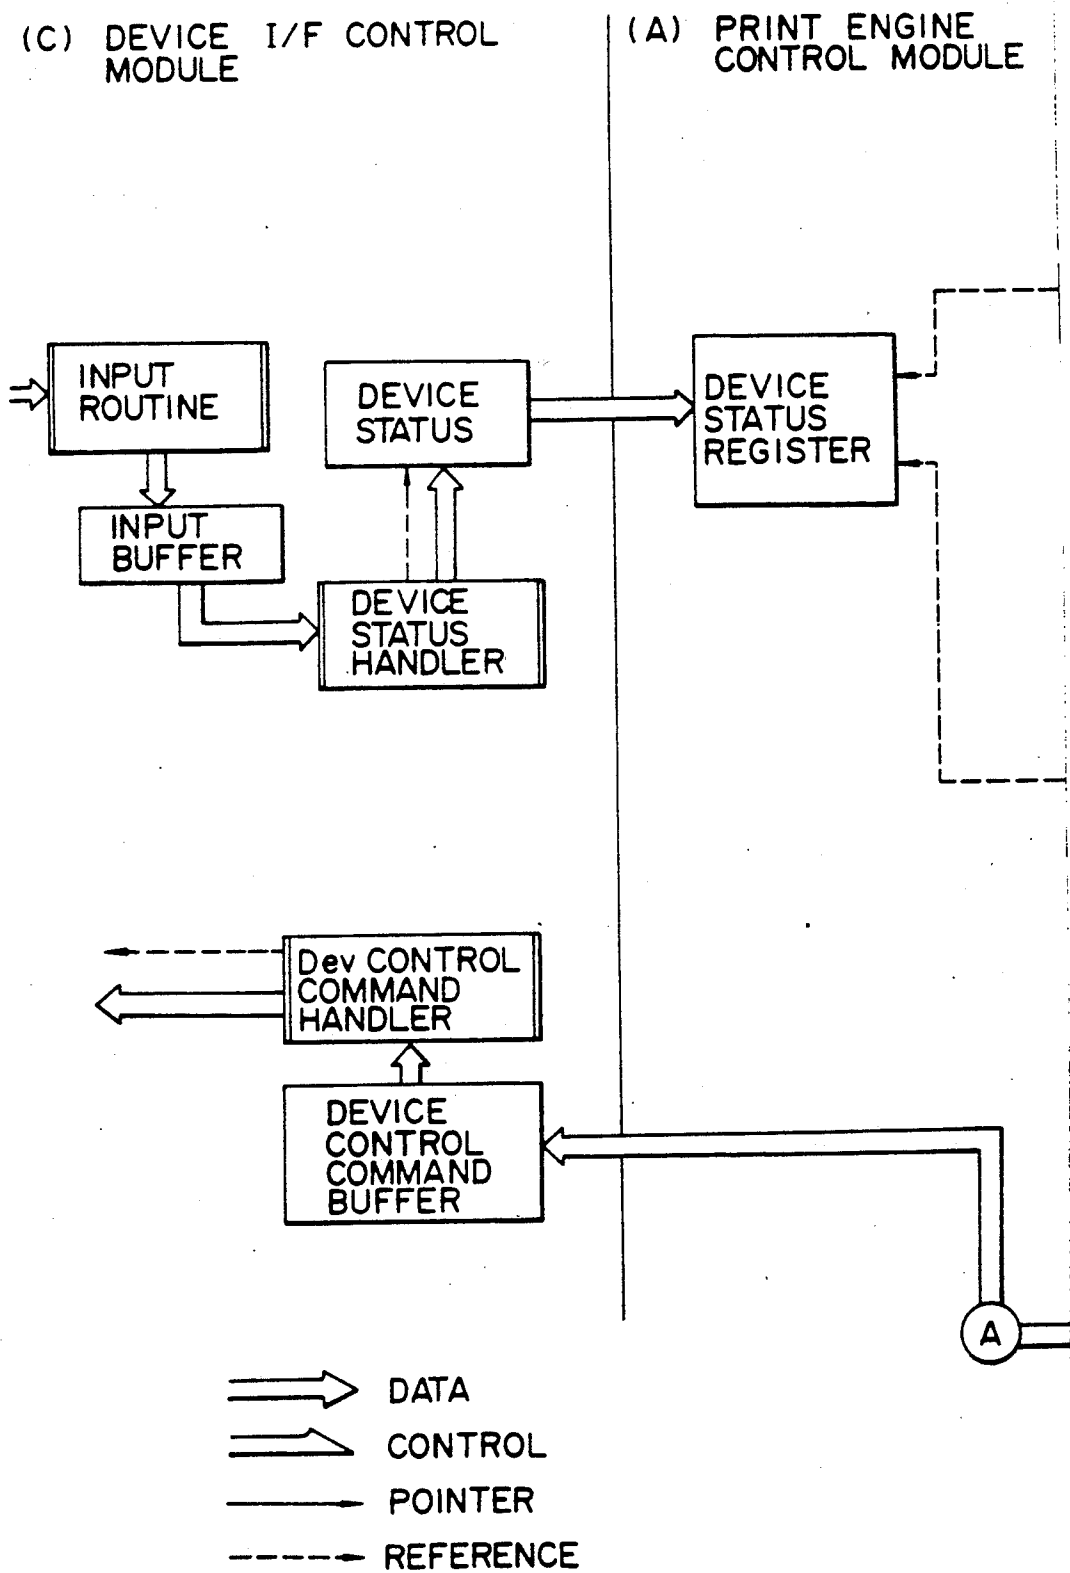 (C) DEVICE I/F CONTROL
MODULE
(A) PRINT ENGINE
CONTROL MODULE
INPUT
ROUTINE
DEVICE
STATUS
DEVICE
STATUS
REGISTER
INPUT
BUFFER
DEVICE
STATUS
HANDLER
Dev CONTROL
COMMAND
HANDLER
DEVICE
CONTROL
COMMAND
BUFFER
A
DATA
CONTROL
POINTER
REFERENCE